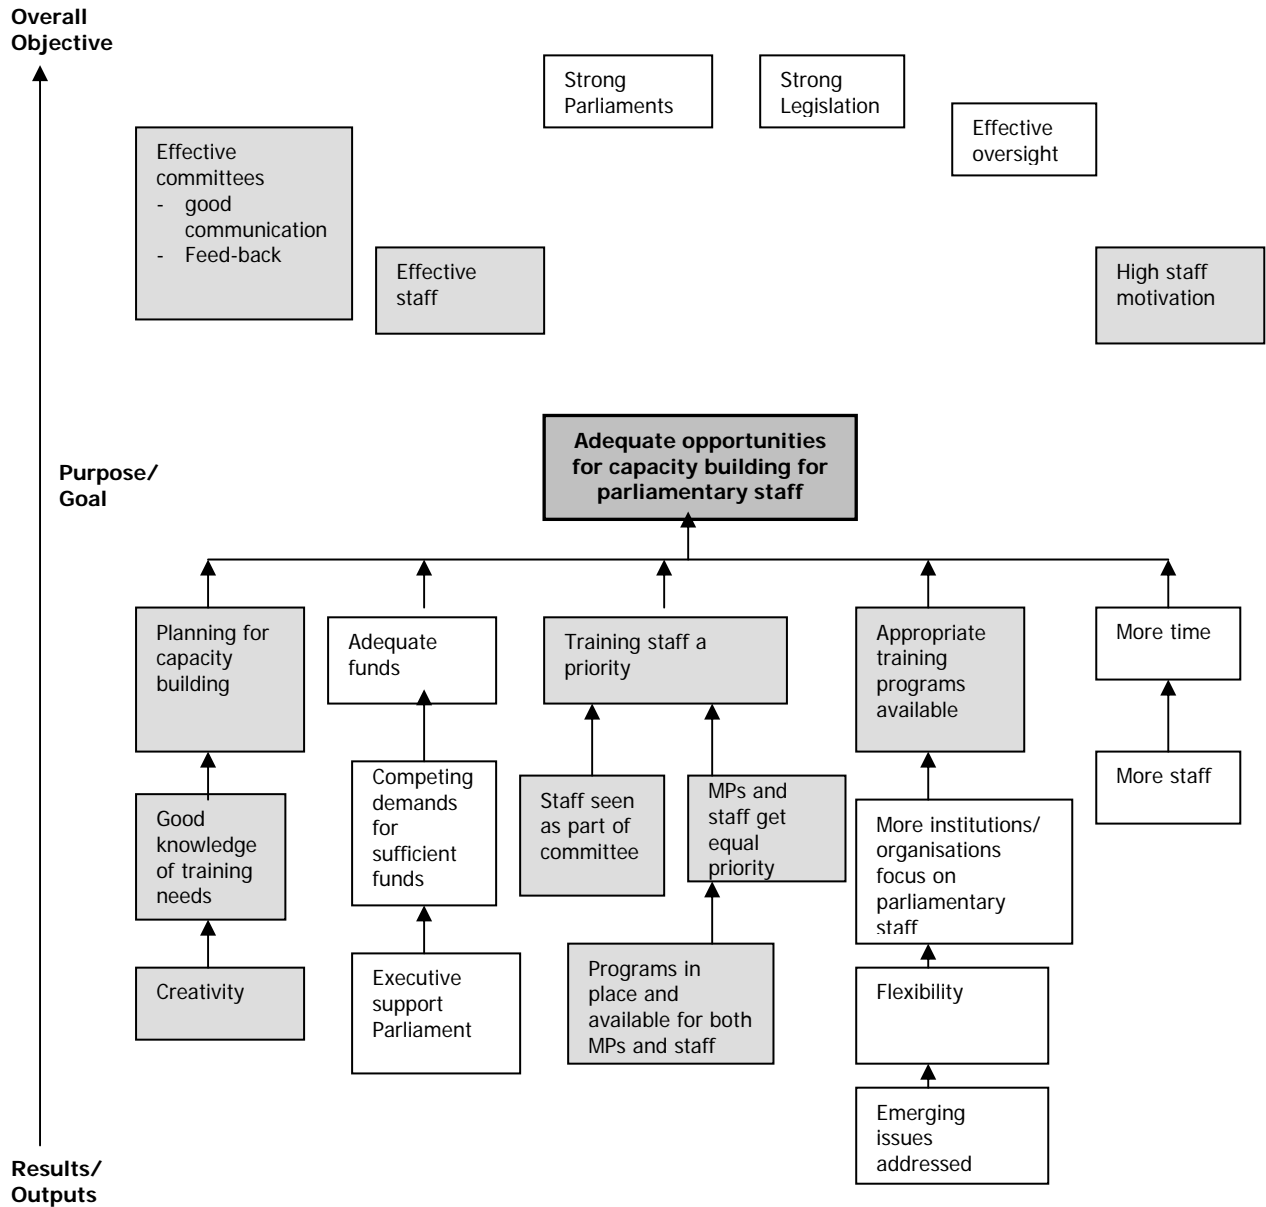 Overall
Objective
Strong
Parliaments
Strong
Legislation
Effective
oversight
Effective
committees
- good
communication
- Feed-back
Effective
staff
High staff
motivation
Adequate opportunities
for capacity building for
parliamentary staff
Purpose/
Goal
Planning for
capacity
building
Adequate
funds
Training staff a
priority
Appropriate
training
programs
available
More time
Good
knowledge
of training
needs
Competing
demands
for
sufficient
funds
Staff seen
as part of
committee
MPs and
staff get
equal
priority
More institutions/
organisations
focus on
parliamentary
staff
More staff
Creativity
Executive
support
Parliament
Programs in
place and
available for both
MPs and staff
Flexibility
Emerging
issues
addressed
Results/
Outputs